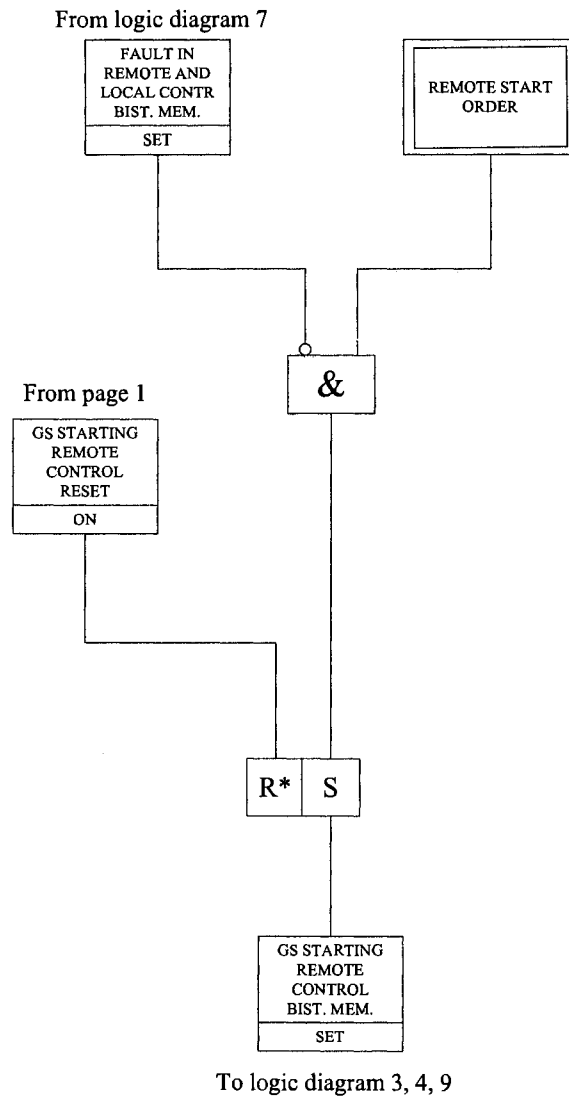 From logic diagram 7
FAULT IN
REMOTE AND
LOCAL CONTR
BIST. MEM.
SET
REMOTE START
ORDER
&
From page 1
GS STARTING
REMOTE
CONTROL
RESET
ON
R* S
GS STARTING
REMOTE
CONTROL
BIST. MEM.
SET
To logic diagram 3, 4, 9